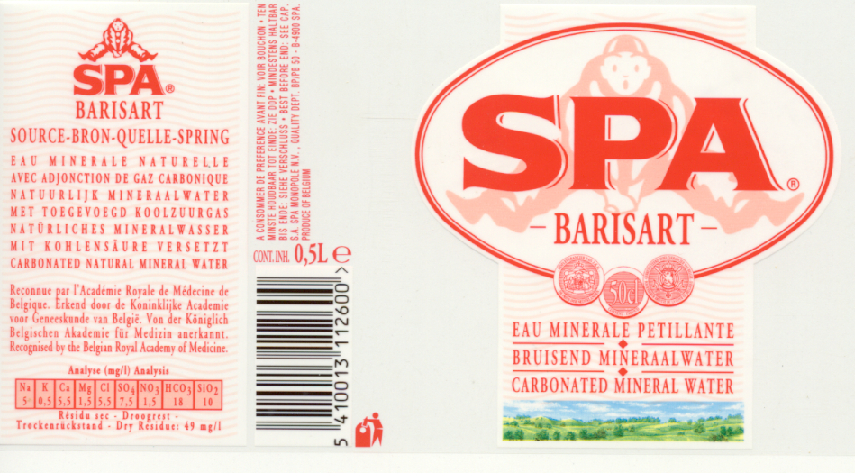 SPA®
BARISART
SOURCE-BRON-QUELLE-SPRING
EAU MINERALE NATURELLE
AVEC ADJONCTION DE GAZ CARBONIQUE
NATUURLIJK MINERAALWATER
MET TOEGEVOEGD KOOLZUURGAS
NATÜRLICHES MINERALWASSER
MIT KOHLENSÄURE VERSETZT
CARBONATED NATURAL MINERAL WATER
Reconnue par l'Académie Royale de Médecine de
Belgique. Erkend door de Koninklijke Academie
voor Geneeskunde van België. Von der Königlich
Belgischen Akademie für Medizin anerkannt.
Recognised by the Belgian Royal Academy of Medicine.
Analyse (mg/l) Analysis
Na K Ca Mg Cl SO4 NO3 HCO3 SiO2
5 0,5 5,5 1,5 5,5 7,5 1.5 18 10
Résidu sec - Droogrest -
Trockenrückstand - Dry Residue: 49 mg/l
A CONSOMMER DE PREFERENCE AVANT FIN: VOIR BOUCHON • TEN
MINSTE HOUDBAAR TOT EINDE: ZIE DOP • MINDESTENS HALTBAR
BIS ENDE: SIEHE VERSCHLUSS • BEST BEFORE END: SEE CAP.
S.A. SPA MONOPOLE N.V., QUALITY DEPT. BP/PB 50 - B-4900 SPA.
PRODUCE OF BELGIUM
CONT. INH. 0,5L e
5 410013 112600 >
SPA®
- BARISART -
50cl
EAU MINERALE PETILLANTE
BRUISEND MINERAALWATER
CARBONATED MINERAL WATER